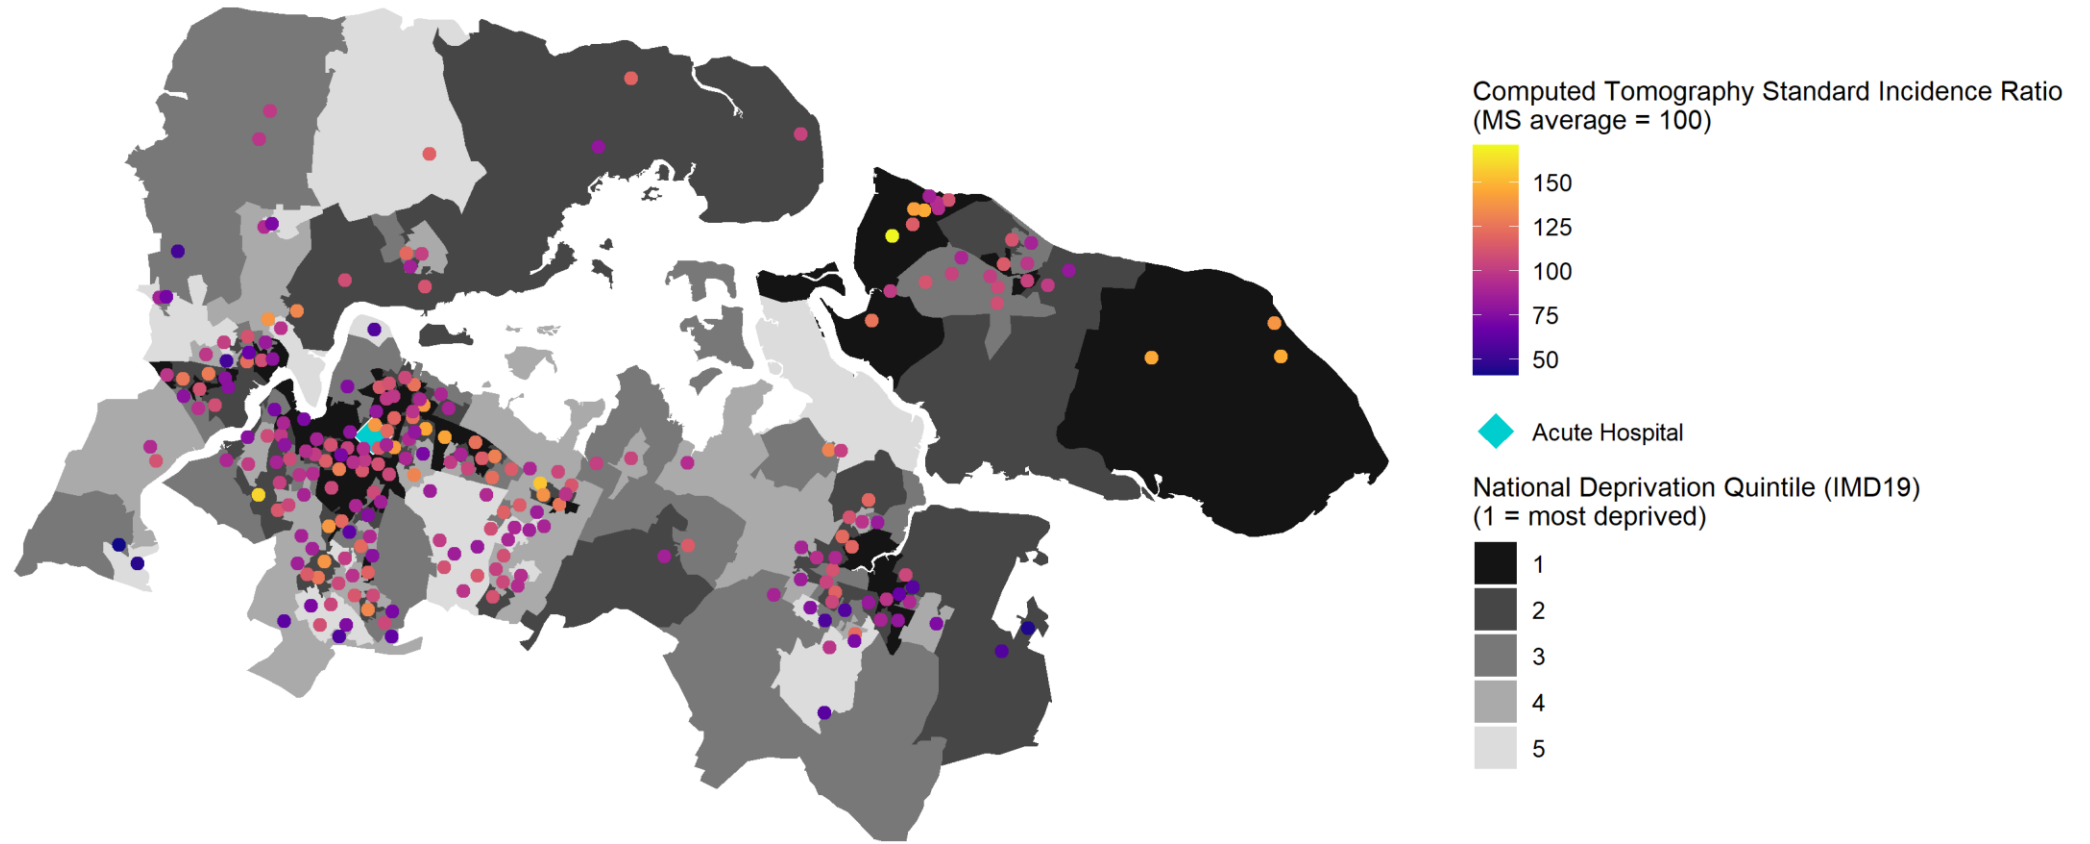 Computed Tomography Standard Incidence Ratio
(MS average = 100)
150
125
100
75
50
Acute Hospital
National Deprivation Quintile (IMD19)
(1 = most deprived)
1
2
3
4
5